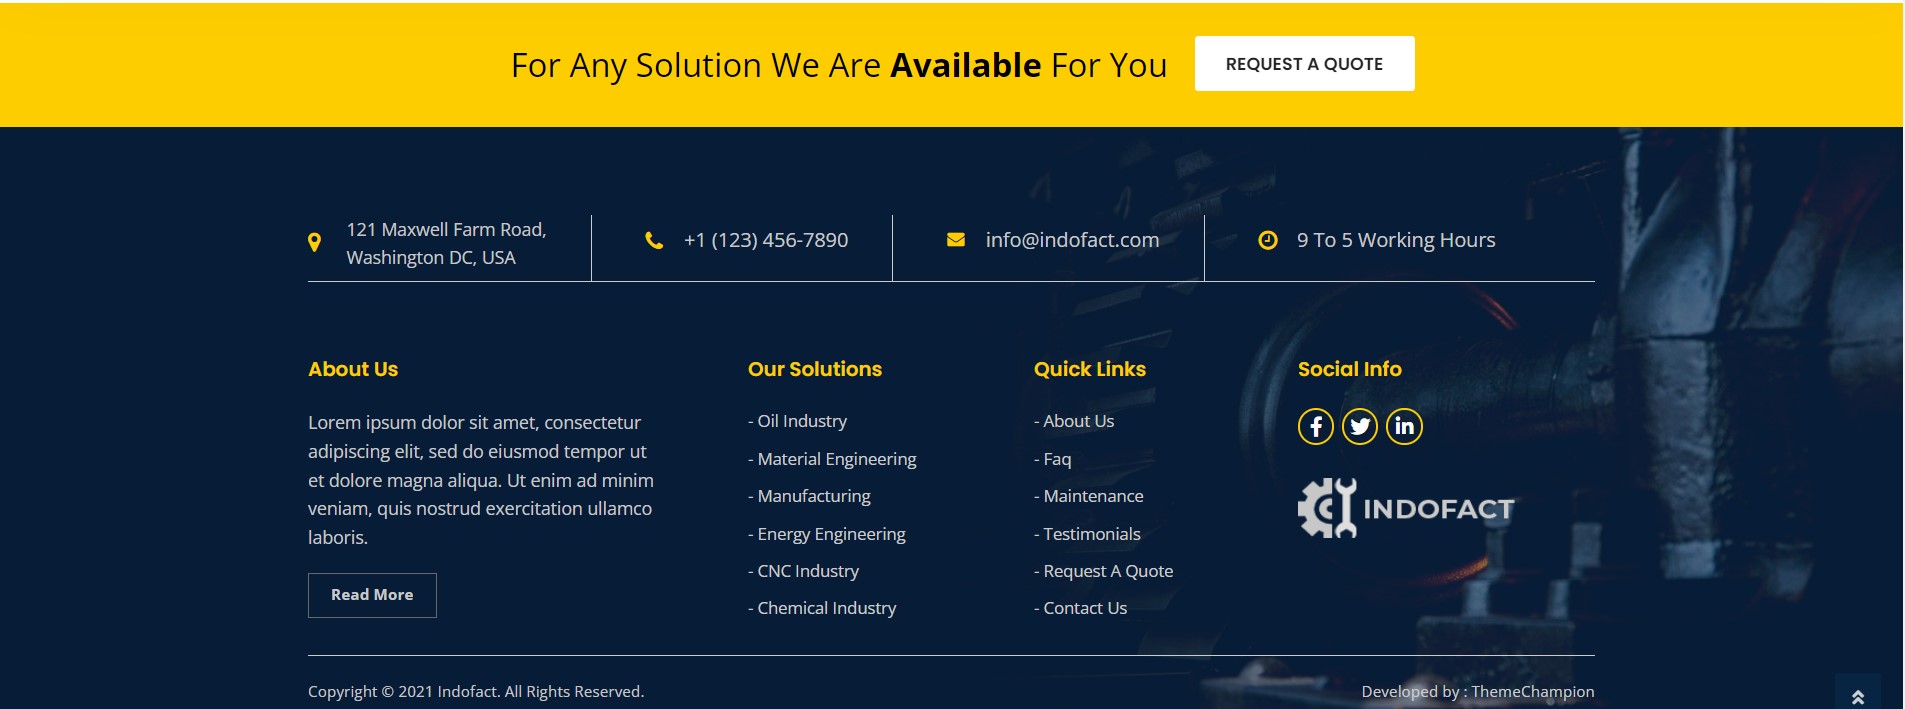 For Any Solution We Are Available For You
REQUEST A QUOTE
121 Maxwell Farm Road,
Washington DC, USA
+1 (123) 456-7890
info@indofact.com
9 To 5 Working Hours
About Us
Lorem ipsum dolor sit amet, consectetur
adipiscing elit, sed do eiusmod tempor ut
et dolore magna aliqua. Ut enim ad minim
veniam, quis nostrud exercitation ullamco
laboris.
Read More
Our Solutions
- Oil Industry
- Material Engineering
- Manufacturing
- Energy Engineering
- CNC Industry
- Chemical Industry
Quick Links
- About Us
- Faq
- Maintenance
- Testimonials
- Request A Quote
- Contact Us
Social Info
INDOFACT
Copyright © 2021 Indofact. All Rights Reserved.
Developed by : ThemeChampion